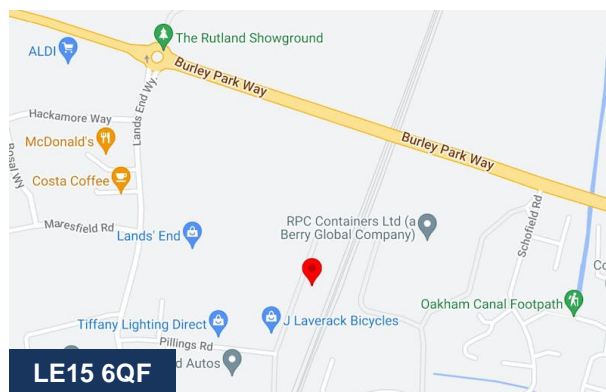 The Rutland Showground
ALDI
Burley Park Way
Lands End Wy.
Hackamore Way
McDonald's
Burley Park Way
Costa Coffee
Maresfield Rd
RPC Containers Ltd (a
Berry Global Company)
Schofield Rd
Lands' End
Oakham Canal Footpath
Tiffany Lighting Direct
J Laverack Bicycles
Pillings Rd
Autos
LE15 6QF